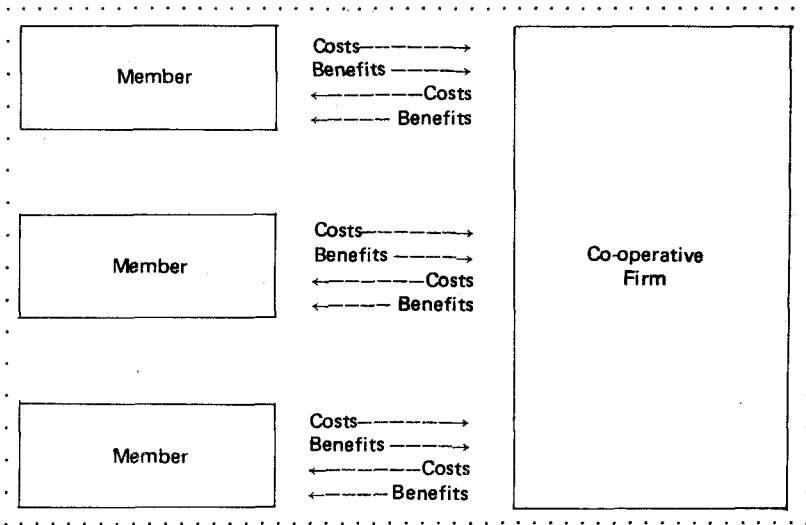 Member
Costs
Benefits
Costs
Benefits
Member
Costs
Benefits
Costs
Benefits
Member
Costs
Benefits
Costs
Benefits
Co-operative
Firm